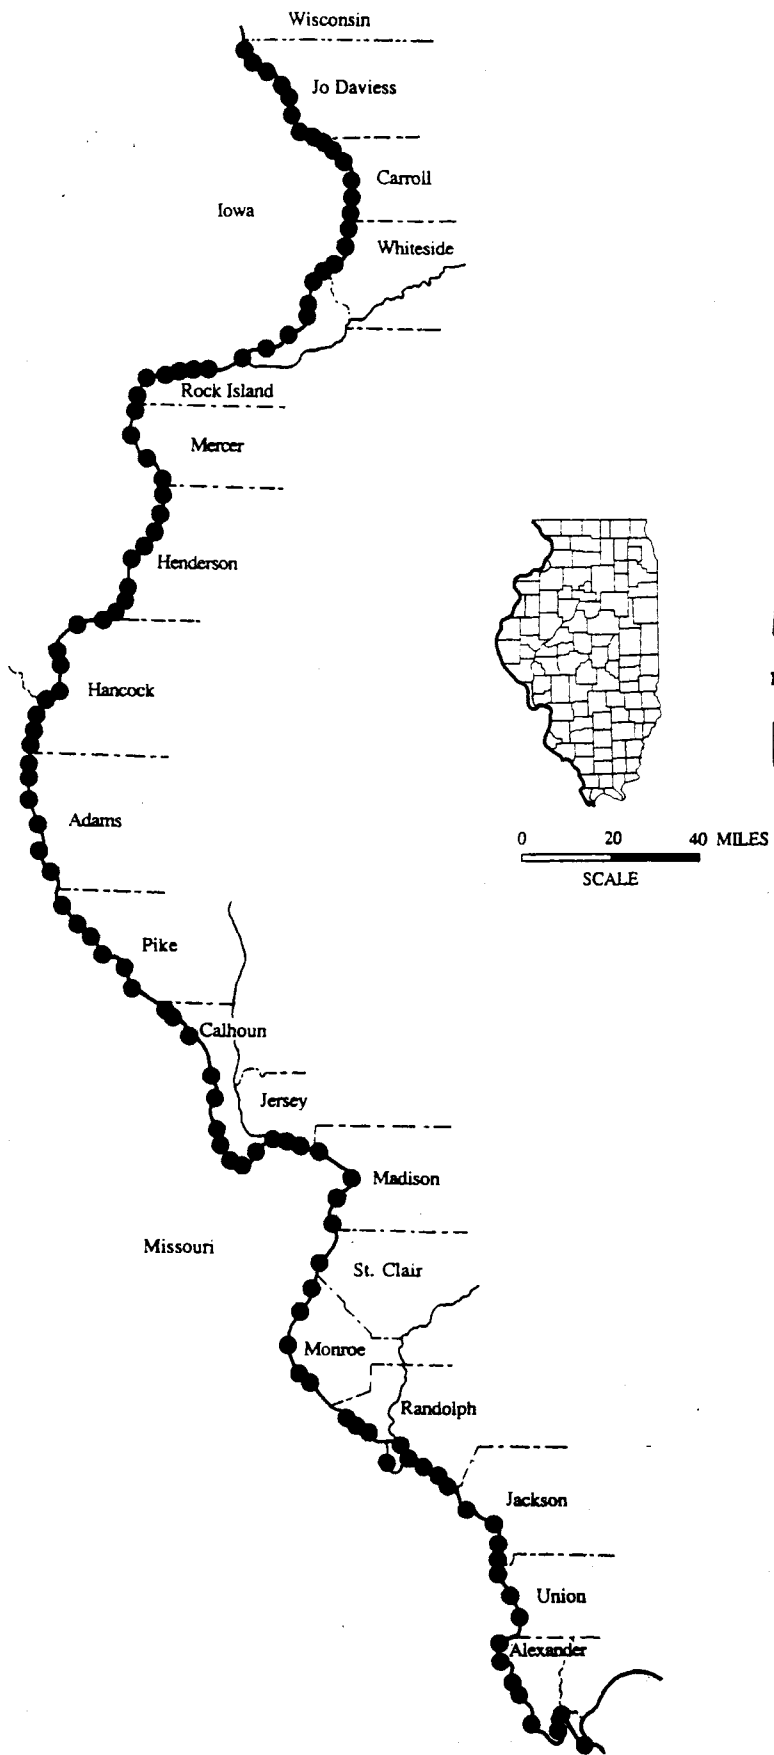 Wisconsin
Jo Daviess
Carroll
Iowa
Whiteside
Rock Island
Mercer
Henderson
Hancock
Adams
0 20 40 MILES
SCALE
Pike
Calhoun
Jersey
Madison
Missouri
St. Clair
Monroe
Randolph
Jackson
Union
Alexander